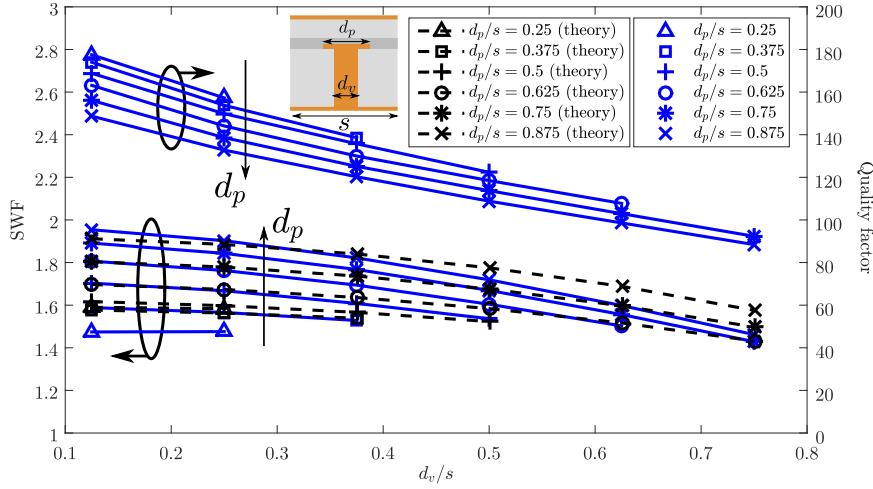 3
2.8
2.6
2.4
2.2
2
1.8
1.6
1.4
1.2
1
SWF
200
180
160
140
120
100
80
60
40
20
0
Quality factor
0.1
0.2
0.3
0.4
0.5
0.6
0.7
0.8
d_v/s
d_p
d_v
s
d_p/s = 0.25 (theory)
d_p/s = 0.375 (theory)
d_p/s = 0.5 (theory)
d_p/s = 0.625 (theory)
d_p/s = 0.75 (theory)
d_p/s = 0.875 (theory)
d_p/s = 0.25
d_p/s = 0.375
d_p/s = 0.5
d_p/s = 0.625
d_p/s = 0.75
d_p/s = 0.875
d_p
d_p